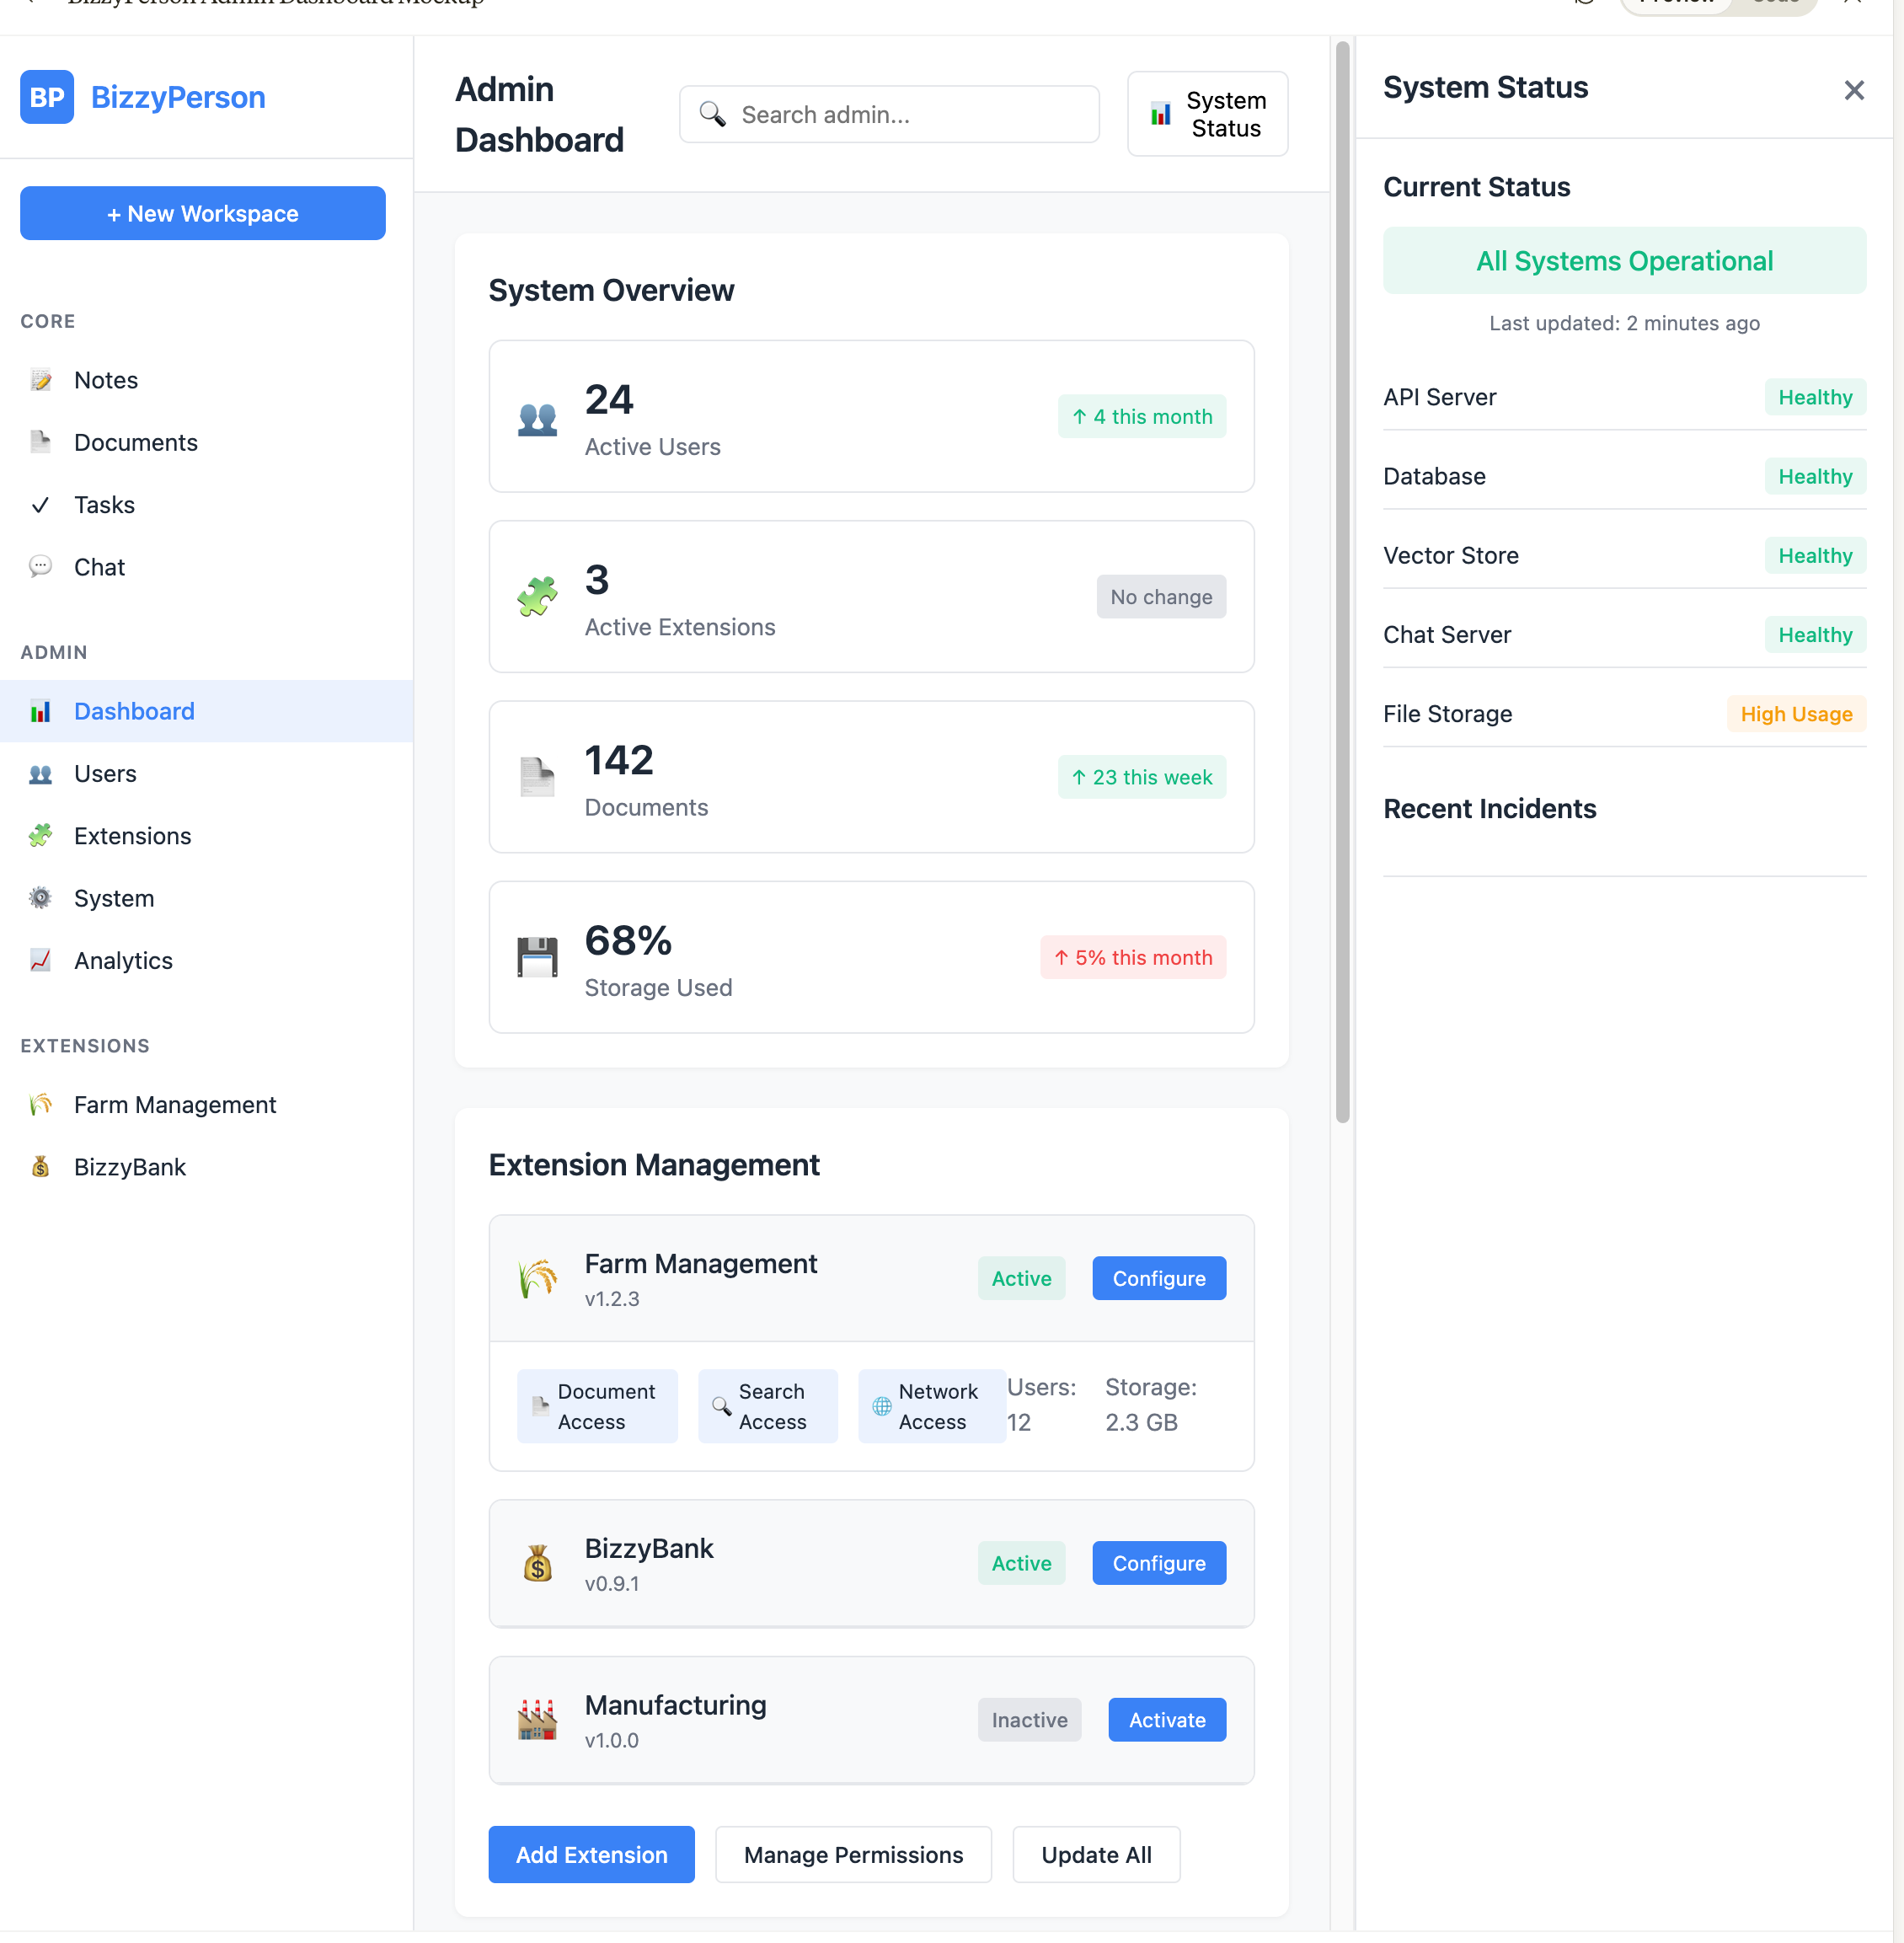 BizzyPerson Admin Dashboard Mockup
Preview
Code
BP BizzyPerson
+ New Workspace
CORE
Notes
Documents
Tasks
Chat
ADMIN
Dashboard
Users
Extensions
System
Analytics
EXTENSIONS
Farm Management
BizzyBank
Admin
Dashboard
Search admin...
System
Status
System Overview
24
Active Users
↑ 4 this month
3
Active Extensions
No change
142
Documents
↑ 23 this week
68%
Storage Used
↑ 5% this month
Extension Management
Farm Management
v1.2.3
Active
Configure
Document
Access
Search
Access
Network
Access
Users:
12
Storage:
2.3 GB
BizzyBank
v0.9.1
Active
Configure
Manufacturing
v1.0.0
Inactive
Activate
Add Extension
Manage Permissions
Update All
System Status
Current Status
All Systems Operational
Last updated: 2 minutes ago
API Server
Healthy
Database
Healthy
Vector Store
Healthy
Chat Server
Healthy
File Storage
High Usage
Recent Incidents